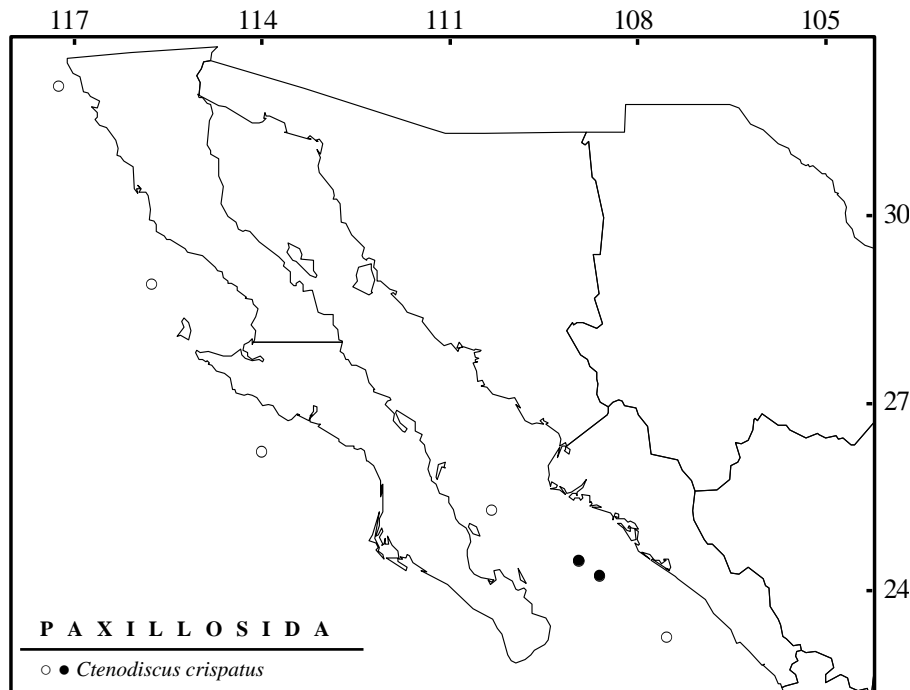 117 114 111 108 105
30
27
24
P A X I L L O S I D A
Ctenodiscus crispatus